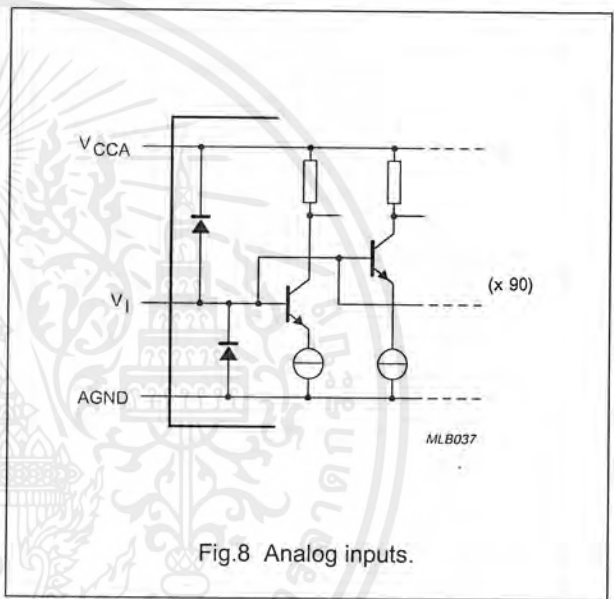 VCCA
VI
(x 90)
AGND
MLB037
Fig.8 Analog inputs.